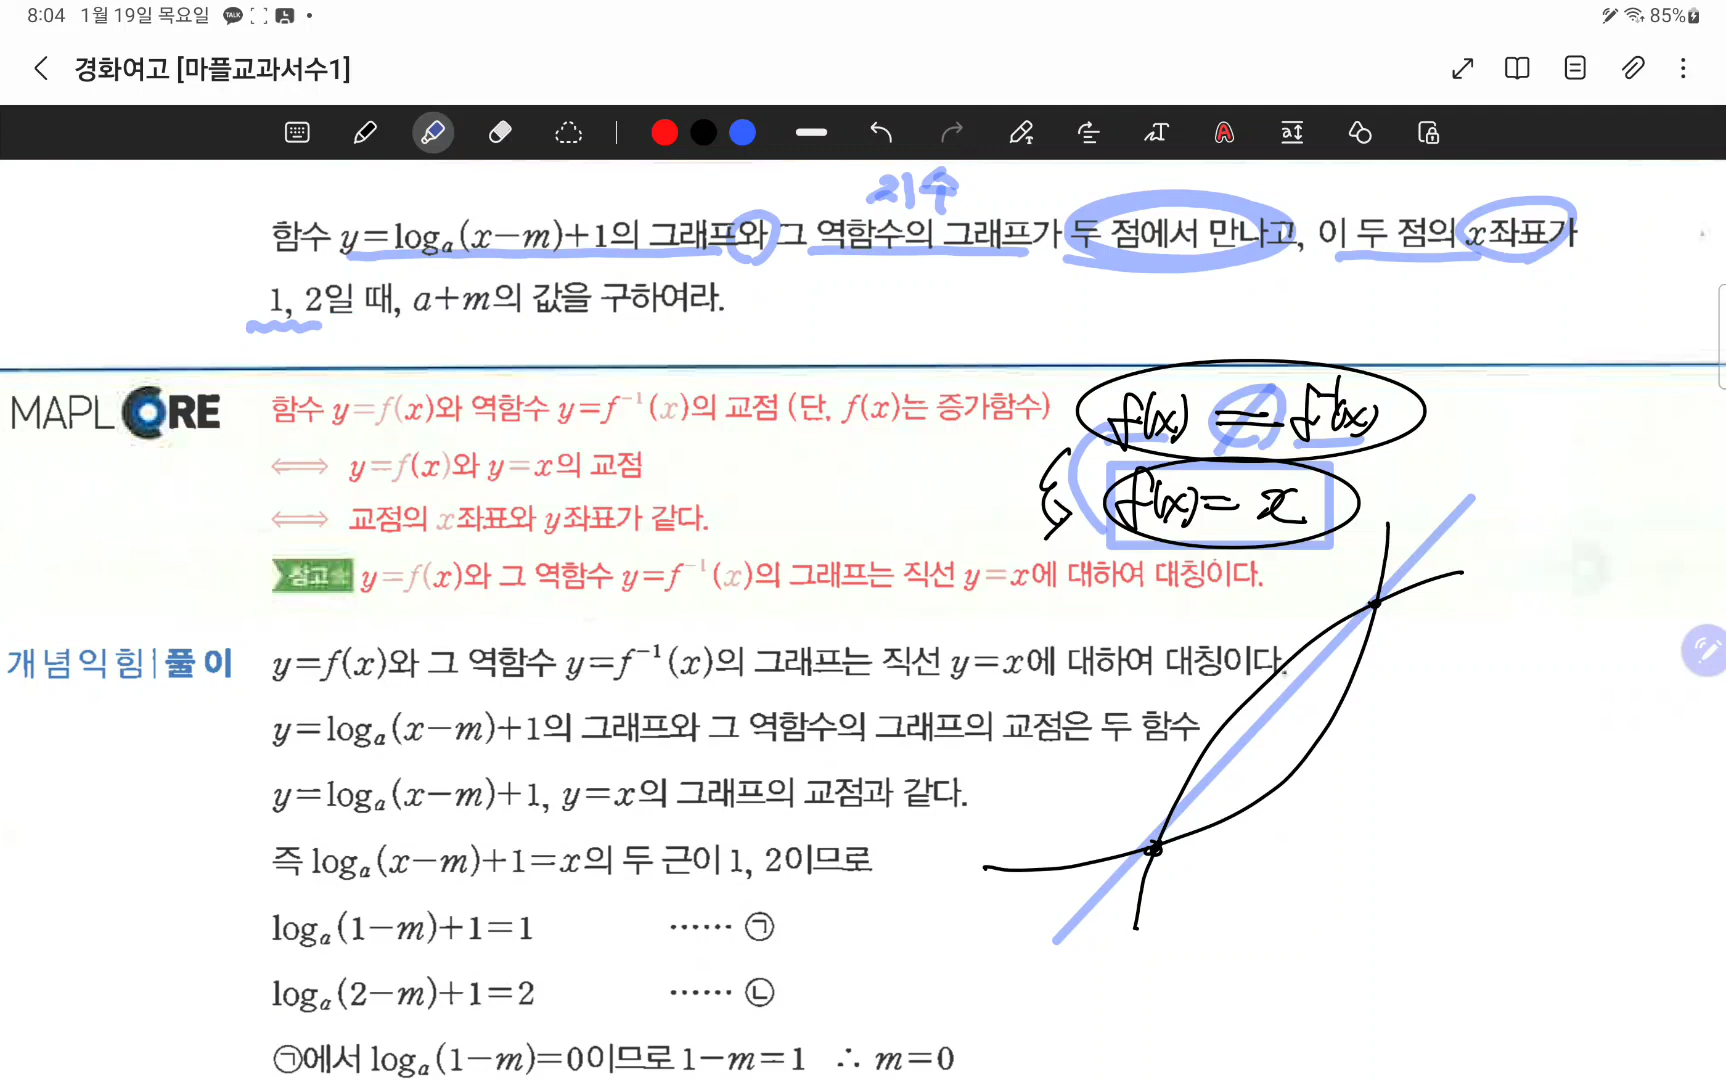 8:04 1월 19일 목요일 TALK 85%
경화여고 [마플교과서수1]
지수
함수 y=logₐ(x−m)+1의 그래프와 그 역함수의 그래프가 두 점에서 만나고, 이 두 점의 x좌표가
1, 2일 때, a+m의 값을 구하여라.
MAPL CORE 함수 y=f(x)와 역함수 y=f⁻¹(x)의 교점 (단, f(x)는 증가함수)
f(x) = f⁻¹(x)
⟺ y=f(x)와 y=x의 교점
f(x)= x
⟺ 교점의 x좌표와 y좌표가 같다.
참고 y=f(x)와 그 역함수 y=f⁻¹(x)의 그래프는 직선 y=x에 대하여 대칭이다.
개념익힘|풀이 y=f(x)와 그 역함수 y=f⁻¹(x)의 그래프는 직선 y=x에 대하여 대칭이다.
y=logₐ(x−m)+1의 그래프와 그 역함수의 그래프의 교점은 두 함수
y=logₐ(x−m)+1, y=x의 그래프의 교점과 같다.
즉 logₐ(x−m)+1=x의 두 근이 1, 2이므로
logₐ(1−m)+1=1 …… ㉠
logₐ(2−m)+1=2 …… ㉡
㉠에서 logₐ(1−m)=0이므로 1−m=1 ∴ m=0